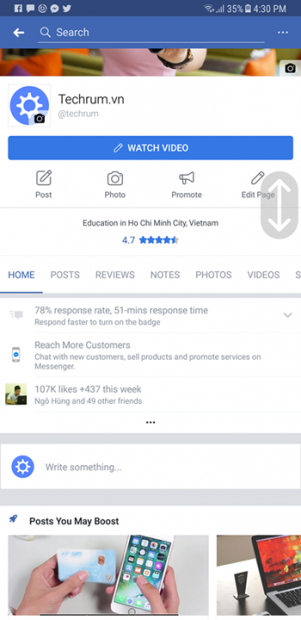 35% 4:30 PM
Search
Techrum.vn
@techrum
WATCH VIDEO
Post
Photo
Promote
Edit Page
Education in Ho Chi Minh City, Vietnam
4.7
HOME
POSTS
REVIEWS
NOTES
PHOTOS
VIDEOS
S
78% response rate, 51-mins response time
Respond faster to turn on the badge
Reach More Customers
Chat with new customers, sell products and promote services on
Messenger.
107K likes +437 this week
Ngô Hùng and 49 other friends
Write something...
Posts You May Boost